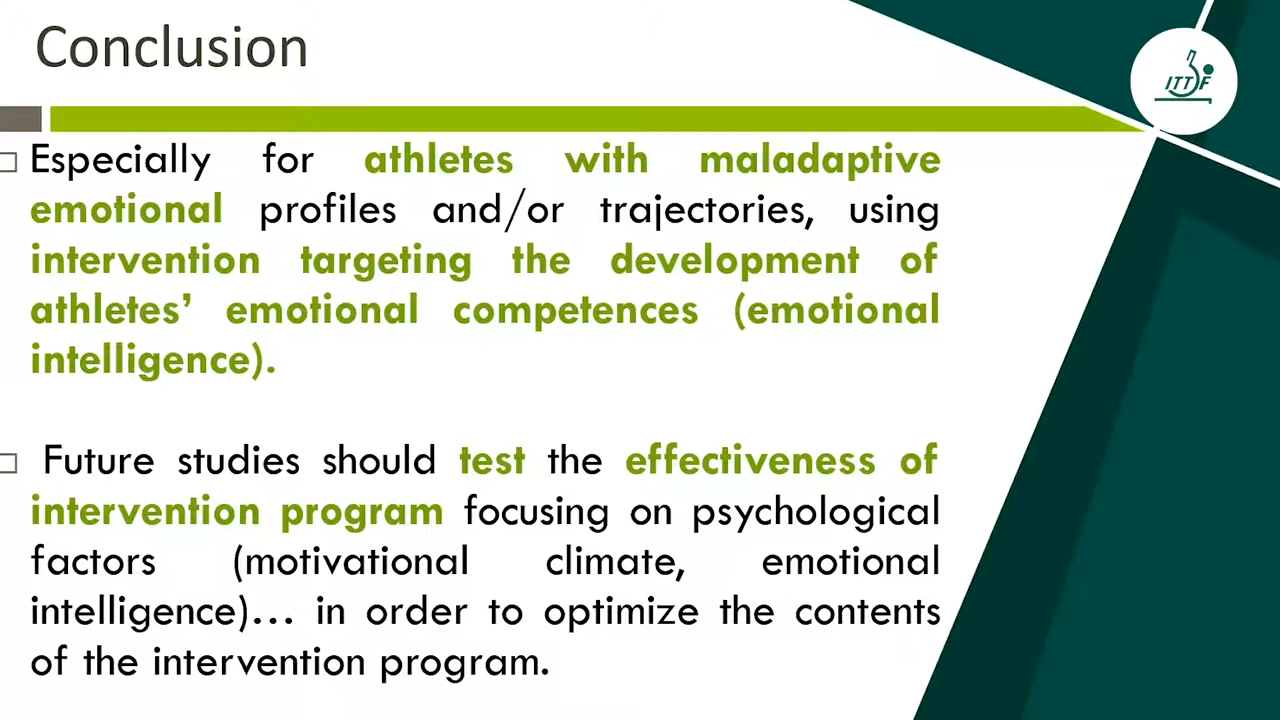 Conclusion
ITTF
Especially for athletes with maladaptive
emotional profiles and/or trajectories, using
intervention targeting the development of
athletes’ emotional competences (emotional
intelligence).
Future studies should test the effectiveness of
intervention program focusing on psychological
factors (motivational climate, emotional
intelligence)… in order to optimize the contents
of the intervention program.